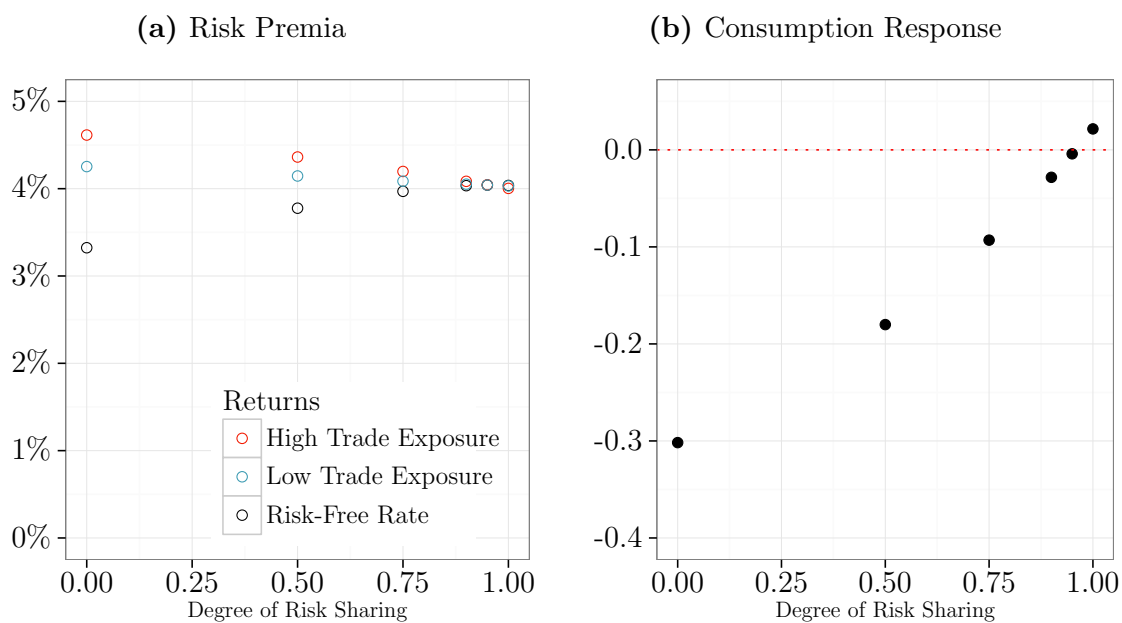 (a) Risk Premia
5%
4%
3%
2%
1%
0%
Returns
High Trade Exposure
Low Trade Exposure
Risk-Free Rate
0.00 0.25 0.50 0.75 1.00
Degree of Risk Sharing
(b) Consumption Response
0.0
-0.1
-0.2
-0.3
-0.4
0.00 0.25 0.50 0.75 1.00
Degree of Risk Sharing